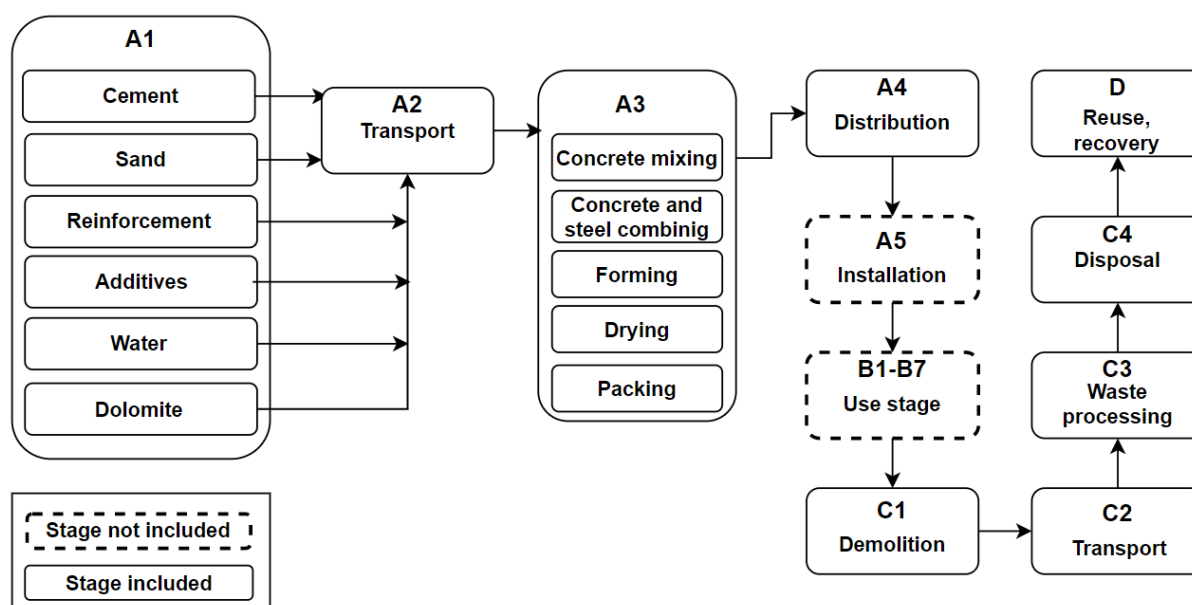 A1
Cement
Sand
Reinforcement
Additives
Water
Dolomite
A2
Transport
A3
Concrete mixing
Concrete and
steel combinig
Forming
Drying
Packing
A4
Distribution
A5
Installation
B1-B7
Use stage
C1
Demolition
C2
Transport
C3
Waste
processing
C4
Disposal
D
Reuse,
recovery
Stage not included
Stage included